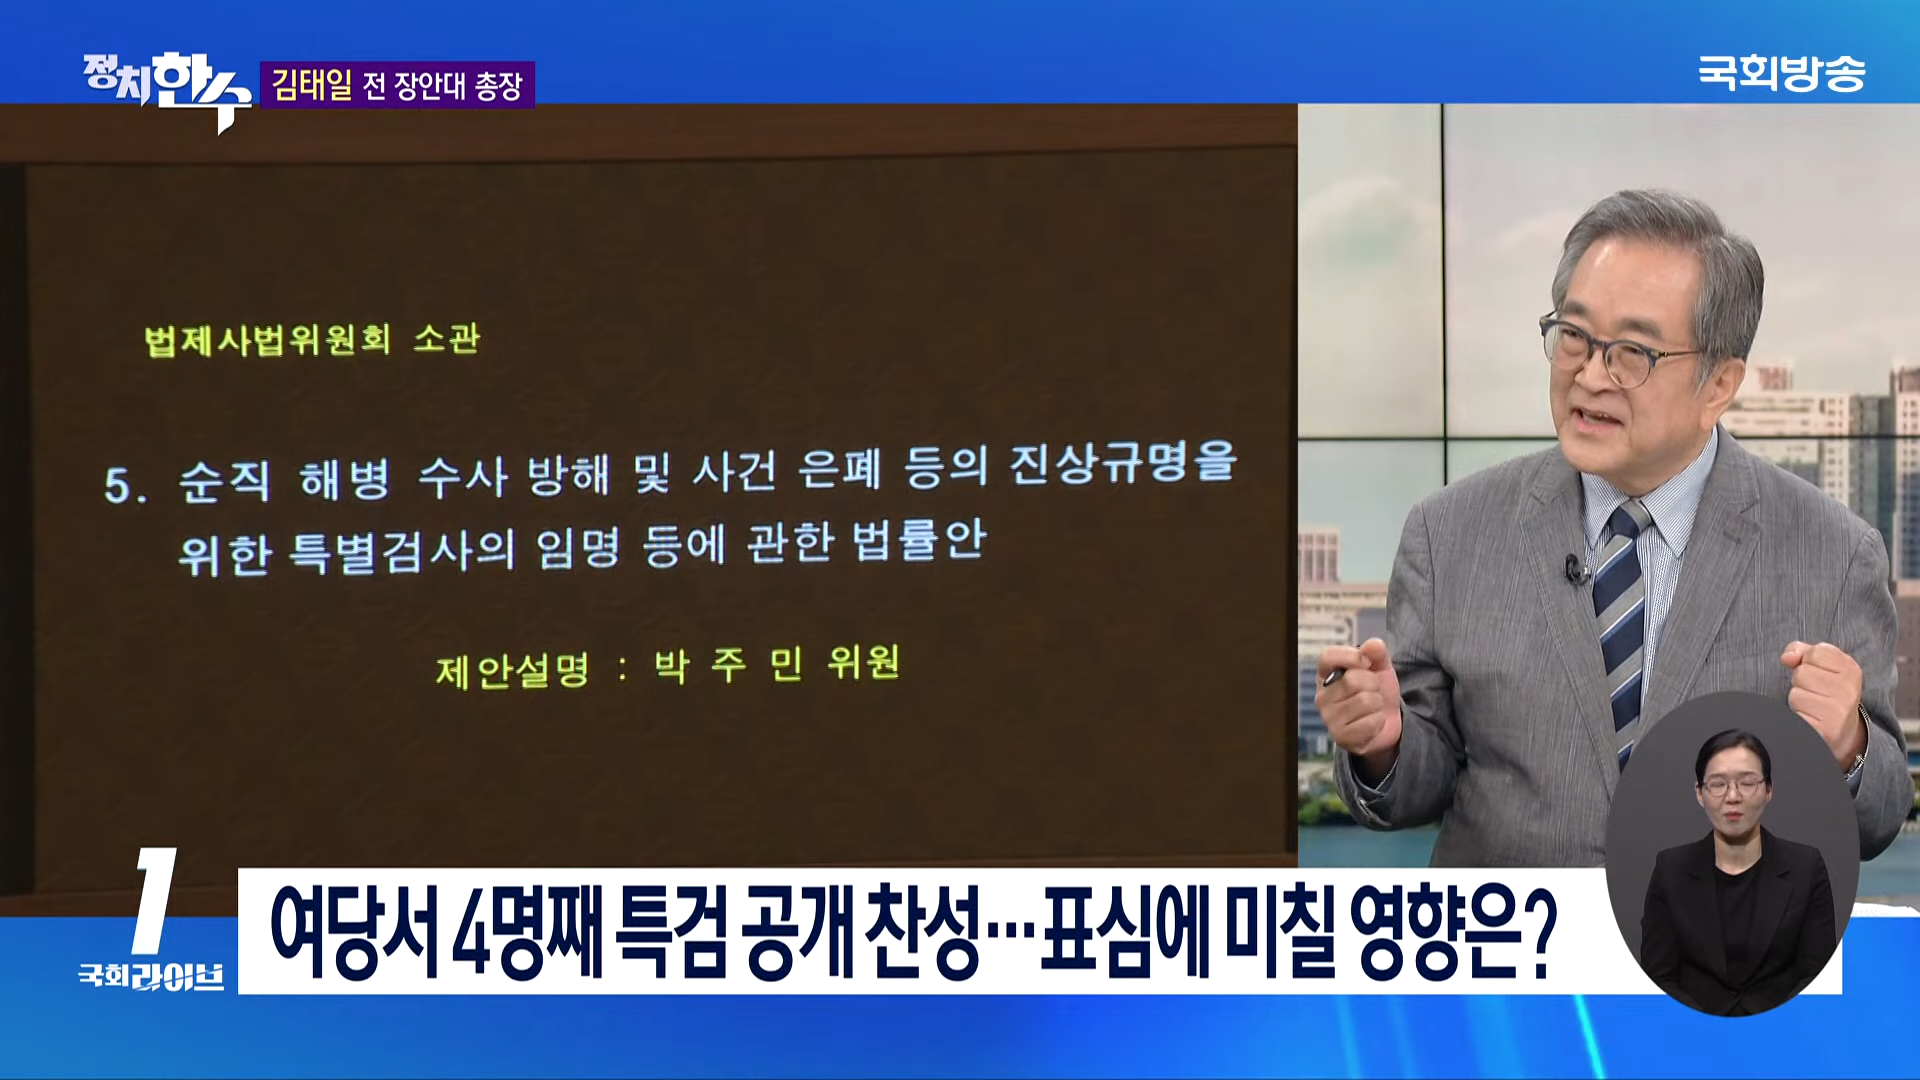 정치한수
김태일 전 장안대 총장
국회방송
법제사법위원회 소관
5. 순직 해병 수사 방해 및 사건 은폐 등의 진상규명을
위한 특별검사의 임명 등에 관한 법률안
제안설명 : 박 주 민 위원
1
국회라이브
여당서 4명째 특검 공개 찬성…표심에 미칠 영향은?